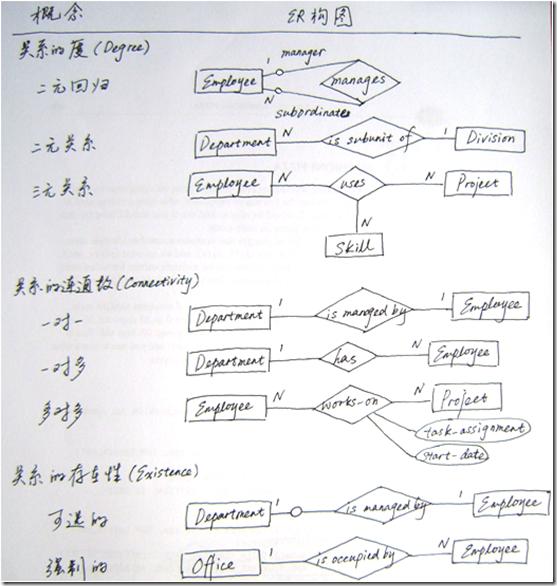 概念 ER构图
关系的度(Degree)
二元回归 Employee 1 manager N subordinate manages
二元关系 Department N is subunit of 1 Division
三元关系 Employee N uses N Project N Skill
关系的连通数(Connectivity)
一对一 Department 1 is managed by 1 Employee
一对多 Department 1 has N Employee
多对多 Employee N works-on N Project task-assignment start-date
关系的存在性(Existence)
可选的 Department 1 is managed by 1 Employee
强制的 Office 1 is occupied by N Employee